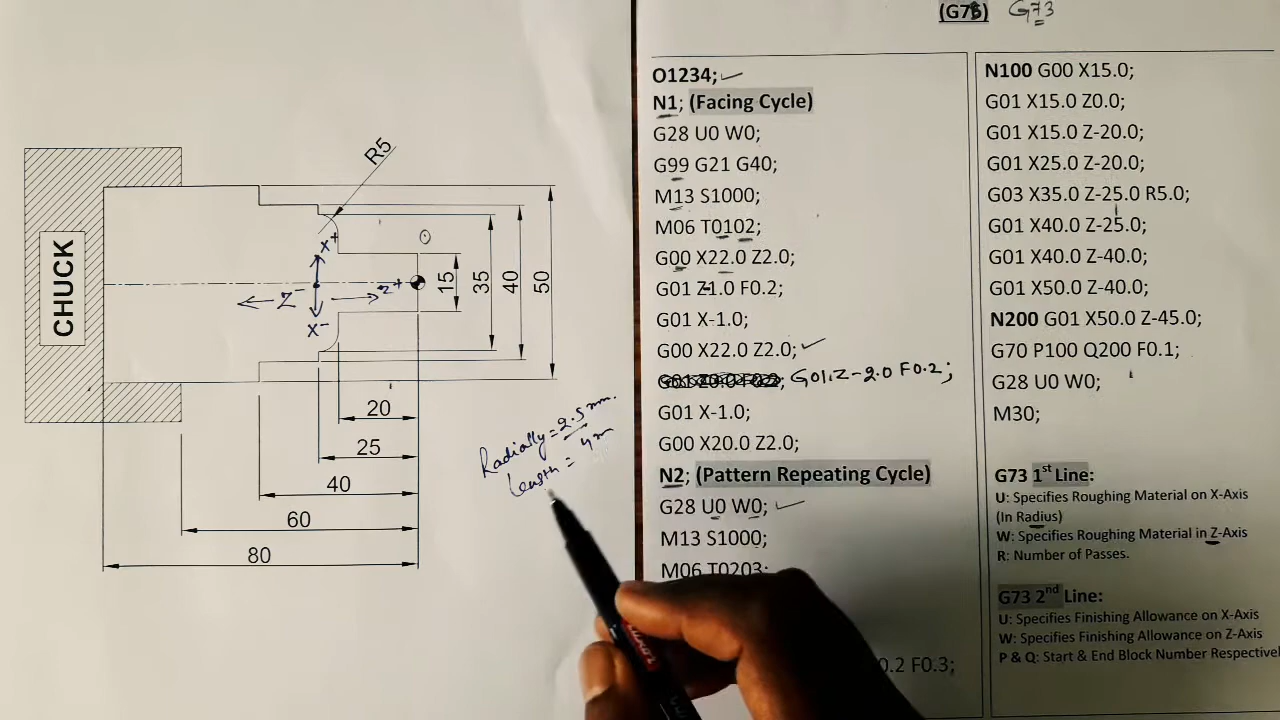 (G73) G73
O1234;
N1; (Facing Cycle)
G28 U0 W0;
G99 G21 G40;
M13 S1000;
M06 T0102;
G00 X22.0 Z2.0;
G01 Z-1.0 F0.2;
G01 X-1.0;
G00 X22.0 Z2.0;
G01 Z-2.0 F0.2;
G01 X-1.0;
G00 X20.0 Z2.0;
N2; (Pattern Repeating Cycle)
G28 U0 W0;
M13 S1000;
M06 T0203;
0.2 F0.3;
N100 G00 X15.0;
G01 X15.0 Z0.0;
G01 X15.0 Z-20.0;
G01 X25.0 Z-20.0;
G03 X35.0 Z-25.0 R5.0;
G01 X40.0 Z-25.0;
G01 X40.0 Z-40.0;
G01 X50.0 Z-40.0;
N200 G01 X50.0 Z-45.0;
G70 P100 Q200 F0.1;
G28 U0 W0;
M30;
G73 1st Line:
U: Specifies Roughing Material on X-Axis
(In Radius)
W: Specifies Roughing Material in Z-Axis
R: Number of Passes.
G73 2nd Line:
U: Specifies Finishing Allowance on X-Axis
W: Specifies Finishing Allowance on Z-Axis
P & Q: Start & End Block Number Respectivel
CHUCK
R5
X+
Z-
Z+
X-
15
35
40
50
20
25
40
60
80
Radially = 2.5 mm.
Length = 4 m